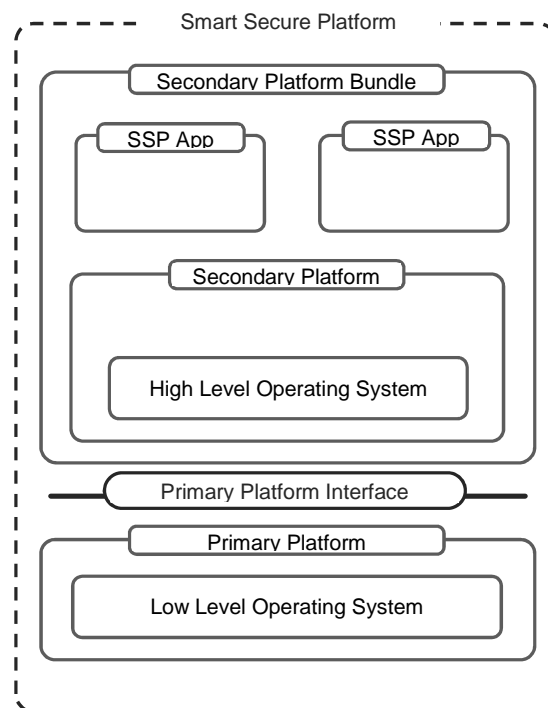 Smart Secure Platform
Secondary Platform Bundle
SSP App
SSP App
Secondary Platform
High Level Operating System
Primary Platform Interface
Primary Platform
Low Level Operating System